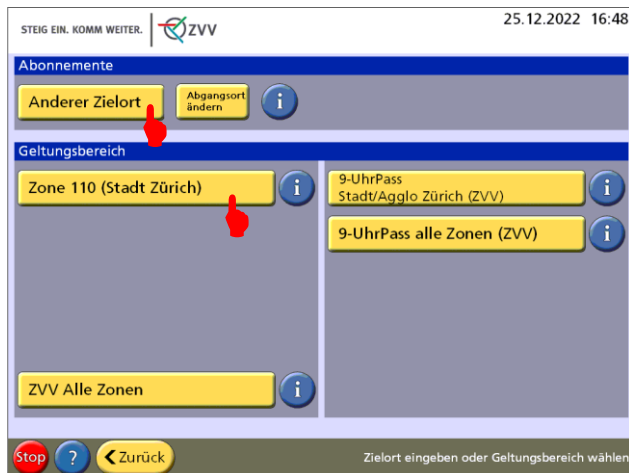 STEIG EIN. KOMM WEITER. ZVV
25.12.2022 16:48
Abonnemente
Anderer Zielort
Abgangsort
ändern
i
Geltungsbereich
Zone 110 (Stadt Zürich)
i
9-UhrPass
Stadt/Agglo Zürich (ZVV)
i
9-UhrPass alle Zonen (ZVV)
i
ZVV Alle Zonen
i
Stop
?
Zurück
Zielort eingeben oder Geltungsbereich wählen